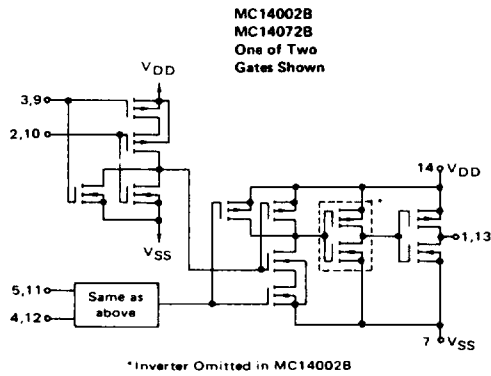 MC14002B
MC14072B
One of Two
Gates Shown
VDD
3,9
2,10
14 VDD
* *
1,13
VSS
5,11
Same as
above
4,12
7 VSS
*Inverter Omitted in MC14002B